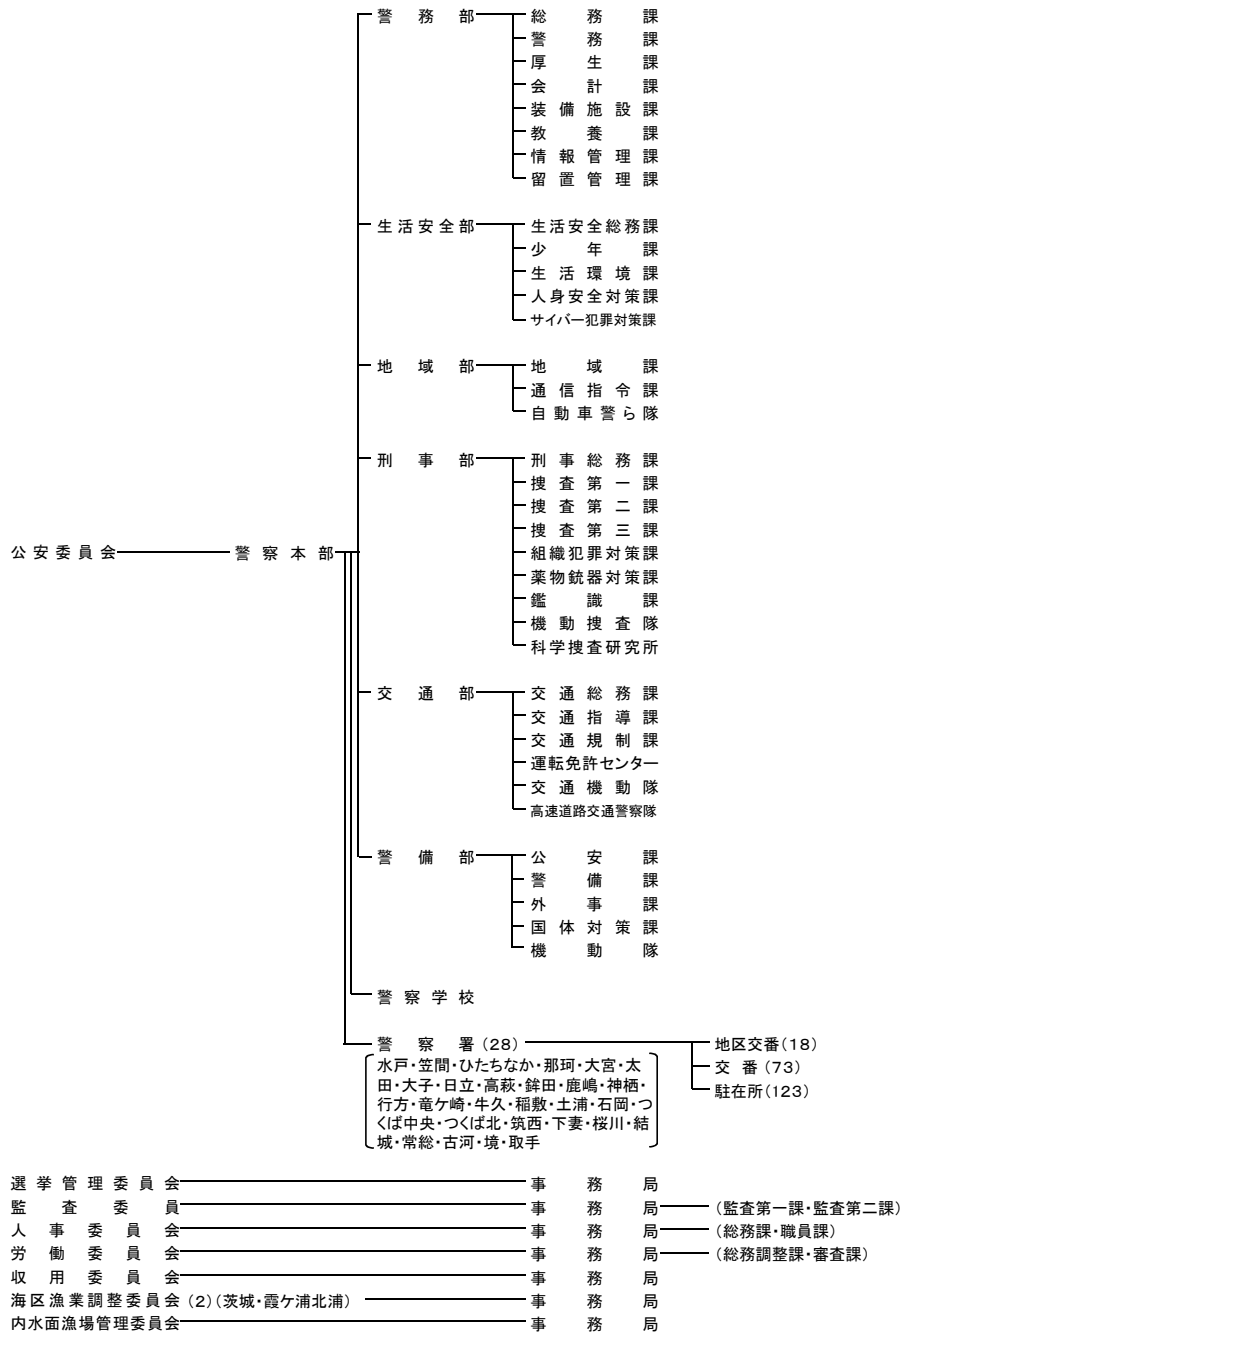 警務部 総務課
警務課
厚生課
会計課
装備施設課
教養課
情報管理課
留置管理課
生活安全部 生活安全総務課
少年課
生活環境課
人身安全対策課
サイバー犯罪対策課
地域部 地域課
通信指令課
自動車警ら隊
刑事部 刑事総務課
捜査第一課
捜査第二課
捜査第三課
公安委員会 警察本部 組織犯罪対策課
薬物銃器対策課
鑑識課
機動捜査隊
科学捜査研究所
交通部 交通総務課
交通指導課
交通規制課
運転免許センター
交通機動隊
高速道路交通警察隊
警備部 公安課
警備課
外事課
国体対策課
機動隊
警察学校
警察署(28) 地区交番(18)
交番(73)
駐在所(123)
水戸・笠間・ひたちなか・那珂・大宮・太
田・大子・日立・高萩・鉾田・鹿嶋・神栖・
行方・竜ケ崎・牛久・稲敷・土浦・石岡・つ
くば中央・つくば北・筑西・下妻・桜川・結
城・常総・古河・境・取手
選挙管理委員会 事務局
監査委員 事務局 (監査第一課・監査第二課)
人事委員会 事務局 (総務課・職員課)
労働委員会 事務局 (総務調整課・審査課)
収用委員会 事務局
海区漁業調整委員会(2)(茨城・霞ケ浦北浦) 事務局
内水面漁場管理委員会 事務局